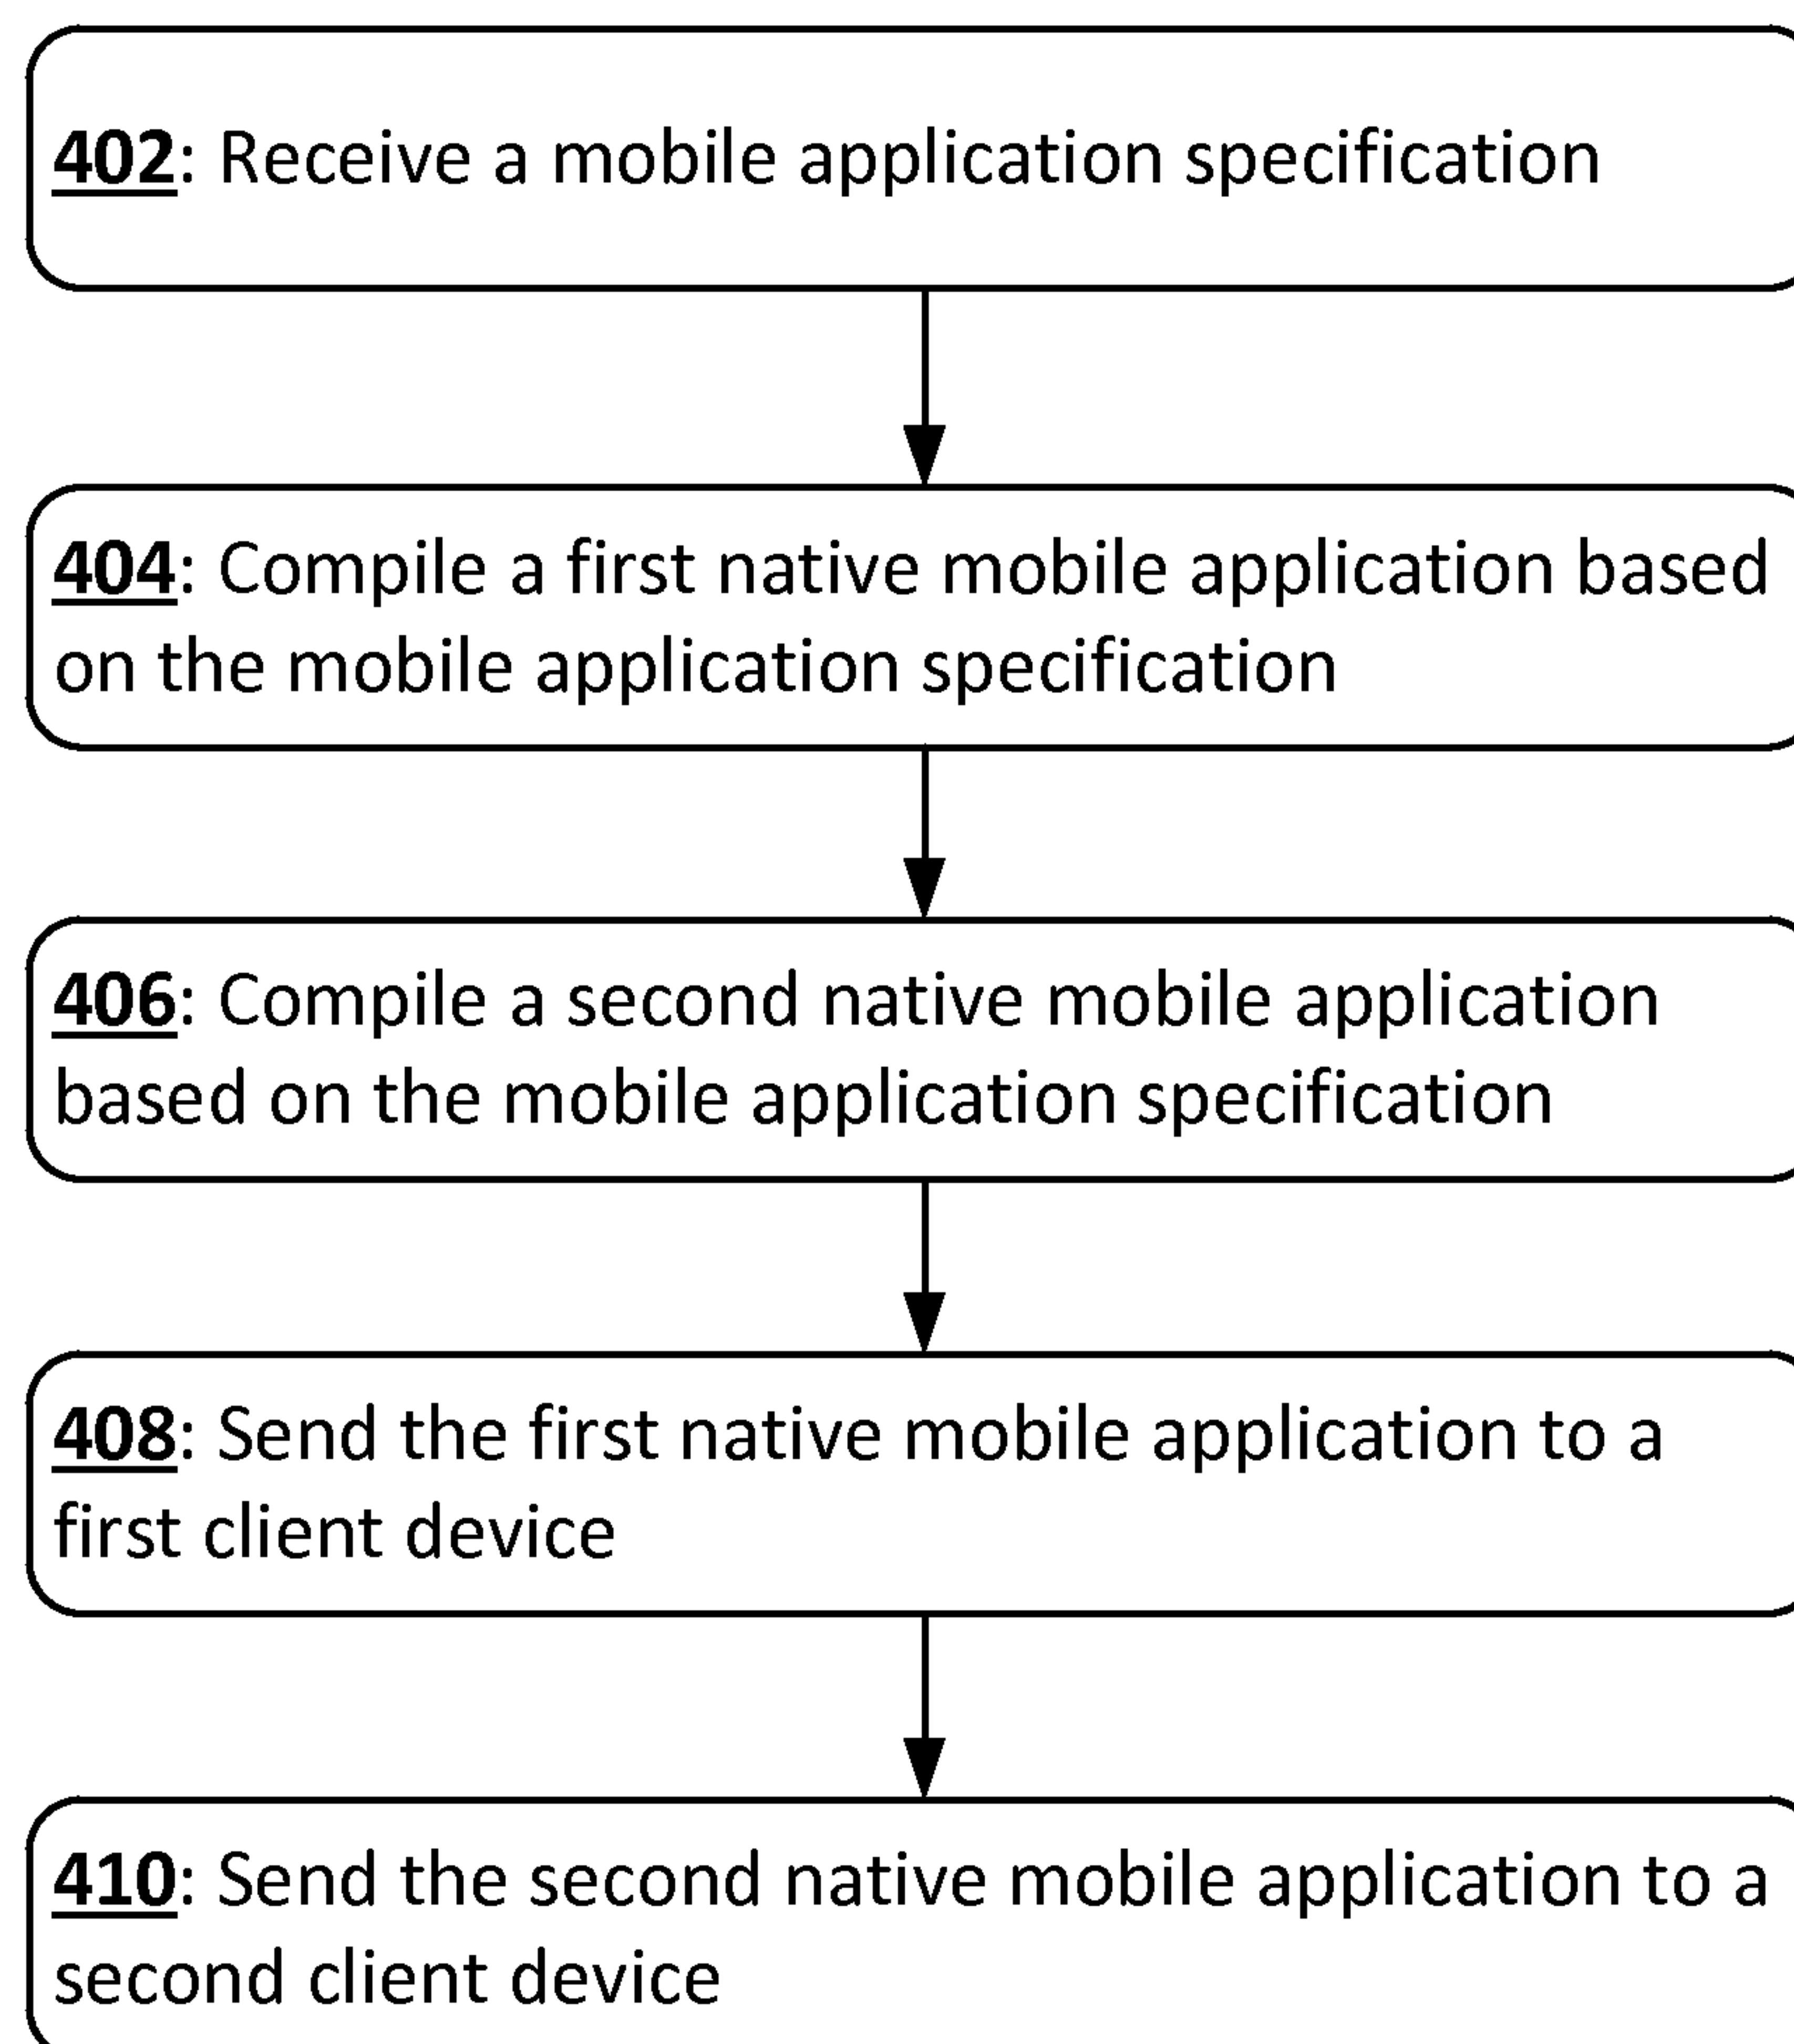 402: Receive a mobile application specification
404: Compile a first native mobile application based
on the mobile application specification
406: Compile a second native mobile application
based on the mobile application specification
408: Send the first native mobile application to a
first client device
410: Send the second native mobile application to a
second client device